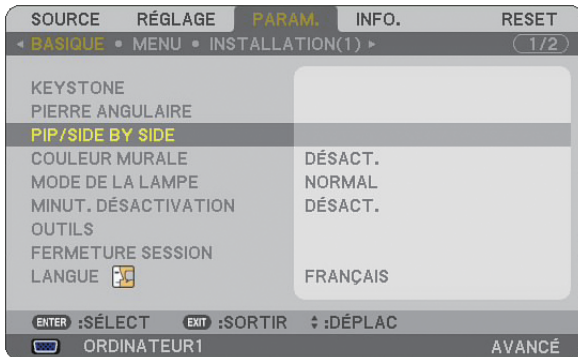 SOURCE RÉGLAGE PARAM. INFO. RESET
BASIQUE • MENU • INSTALLATION(1) 1/2
KEYSTONE
PIERRE ANGULAIRE
PIP/SIDE BY SIDE
COULEUR MURALE DÉSACT.
MODE DE LA LAMPE NORMAL
MINUT. DÉSACTIVATION DÉSACT.
OUTILS
FERMETURE SESSION
LANGUE FRANÇAIS
ENTER :SÉLECT EXIT :SORTIR :DÉPLAC
ORDINATEUR1 AVANCÉ